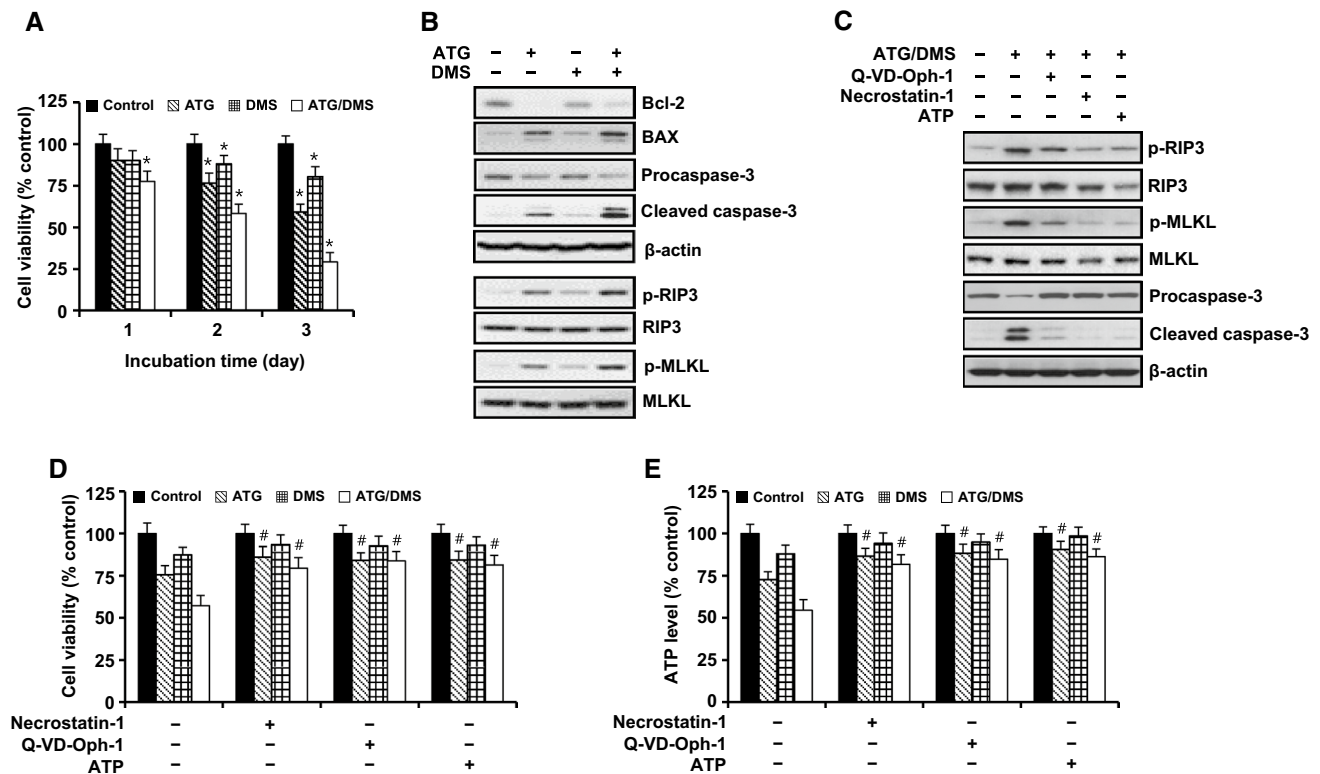 A
Cell viability (% control)
125
100
75
50
25
0
Control ATG DMS ATG/DMS
*
* * *
* * *
1 2 3
Incubation time (day)
B
ATG – + – +
DMS – – + +
Bcl-2
BAX
Procaspase-3
Cleaved caspase-3
β-actin
p-RIP3
RIP3
p-MLKL
MLKL
C
ATG/DMS – + + + +
Q-VD-Oph-1 – – + – –
Necrostatin-1 – – – + –
ATP – – – – +
p-RIP3
RIP3
p-MLKL
MLKL
Procaspase-3
Cleaved caspase-3
β-actin
D
Cell viability (% control)
125
100
75
50
25
0
Control ATG DMS ATG/DMS
# # # # # #
Necrostatin-1 – + – –
Q-VD-Oph-1 – – + –
ATP – – – +
E
ATP level (% control)
125
100
75
50
25
0
Control ATG DMS ATG/DMS
# # # # # #
Necrostatin-1 – + – –
Q-VD-Oph-1 – – + –
ATP – – – +